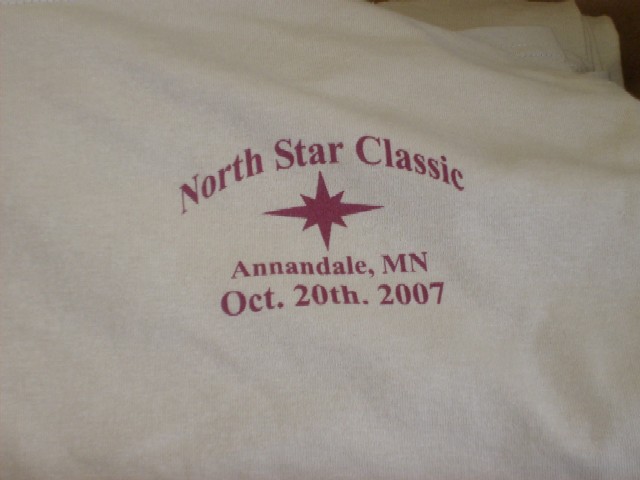 North Star Classic
Annandale, MN
Oct. 20th. 2007